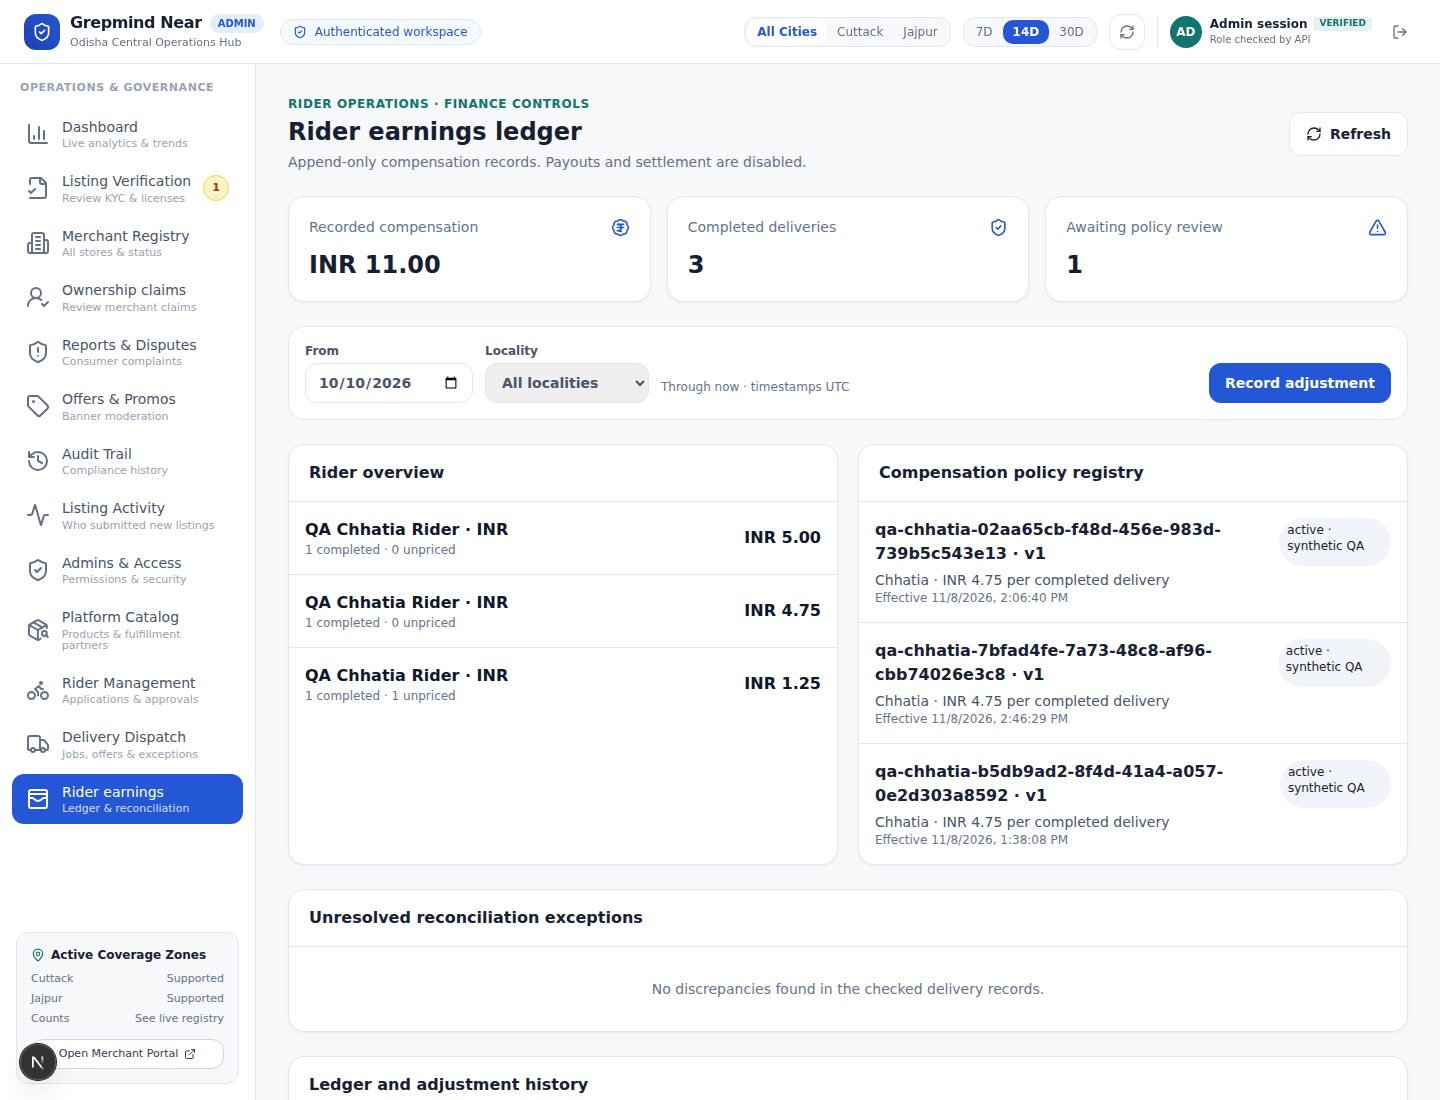 Grepmind Near ADMIN
Odisha Central Operations Hub
Authenticated workspace
All Cities Cuttack Jajpur
7D 14D 30D
AD
Admin session VERIFIED
Role checked by API
OPERATIONS & GOVERNANCE
Dashboard
Live analytics & trends
Listing Verification
Review KYC & licenses
1
Merchant Registry
All stores & status
Ownership claims
Review merchant claims
Reports & Disputes
Consumer complaints
Offers & Promos
Banner moderation
Audit Trail
Compliance history
Listing Activity
Who submitted new listings
Admins & Access
Permissions & security
Platform Catalog
Products & fulfillment
partners
Rider Management
Applications & approvals
Delivery Dispatch
Jobs, offers & exceptions
Rider earnings
Ledger & reconciliation
Active Coverage Zones
Cuttack Supported
Jajpur Supported
Counts See live registry
Open Merchant Portal
N
RIDER OPERATIONS · FINANCE CONTROLS
Rider earnings ledger
Append-only compensation records. Payouts and settlement are disabled.
Refresh
Recorded compensation
INR 11.00
Completed deliveries
3
Awaiting policy review
1
From
10/10/2026
Locality
All localities
Through now · timestamps UTC
Record adjustment
Rider overview
QA Chhatia Rider · INR
1 completed · 0 unpriced
INR 5.00
QA Chhatia Rider · INR
1 completed · 0 unpriced
INR 4.75
QA Chhatia Rider · INR
1 completed · 1 unpriced
INR 1.25
Compensation policy registry
qa-chhatia-02aa65cb-f48d-456e-983d-
739b5c543e13 · v1
Chhatia · INR 4.75 per completed delivery
Effective 11/8/2026, 2:06:40 PM
active ·
synthetic QA
qa-chhatia-7bfad4fe-7a73-48c8-af96-
cbb74026e3c8 · v1
Chhatia · INR 4.75 per completed delivery
Effective 11/8/2026, 2:46:29 PM
active ·
synthetic QA
qa-chhatia-b5db9ad2-8f4d-41a4-a057-
0e2d303a8592 · v1
Chhatia · INR 4.75 per completed delivery
Effective 11/8/2026, 1:38:08 PM
active ·
synthetic QA
Unresolved reconciliation exceptions
No discrepancies found in the checked delivery records.
Ledger and adjustment history